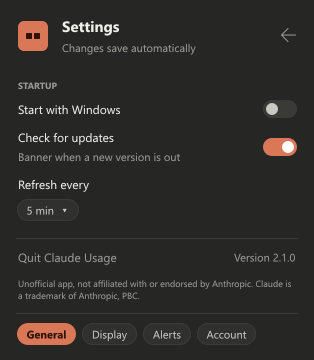 Settings
Changes save automatically
STARTUP
Start with Windows
Check for updates
Banner when a new version is out
Refresh every
5 min
Quit Claude Usage
Version 2.1.0
Unofficial app, not affiliated with or endorsed by Anthropic. Claude is
a trademark of Anthropic, PBC.
General
Display
Alerts
Account